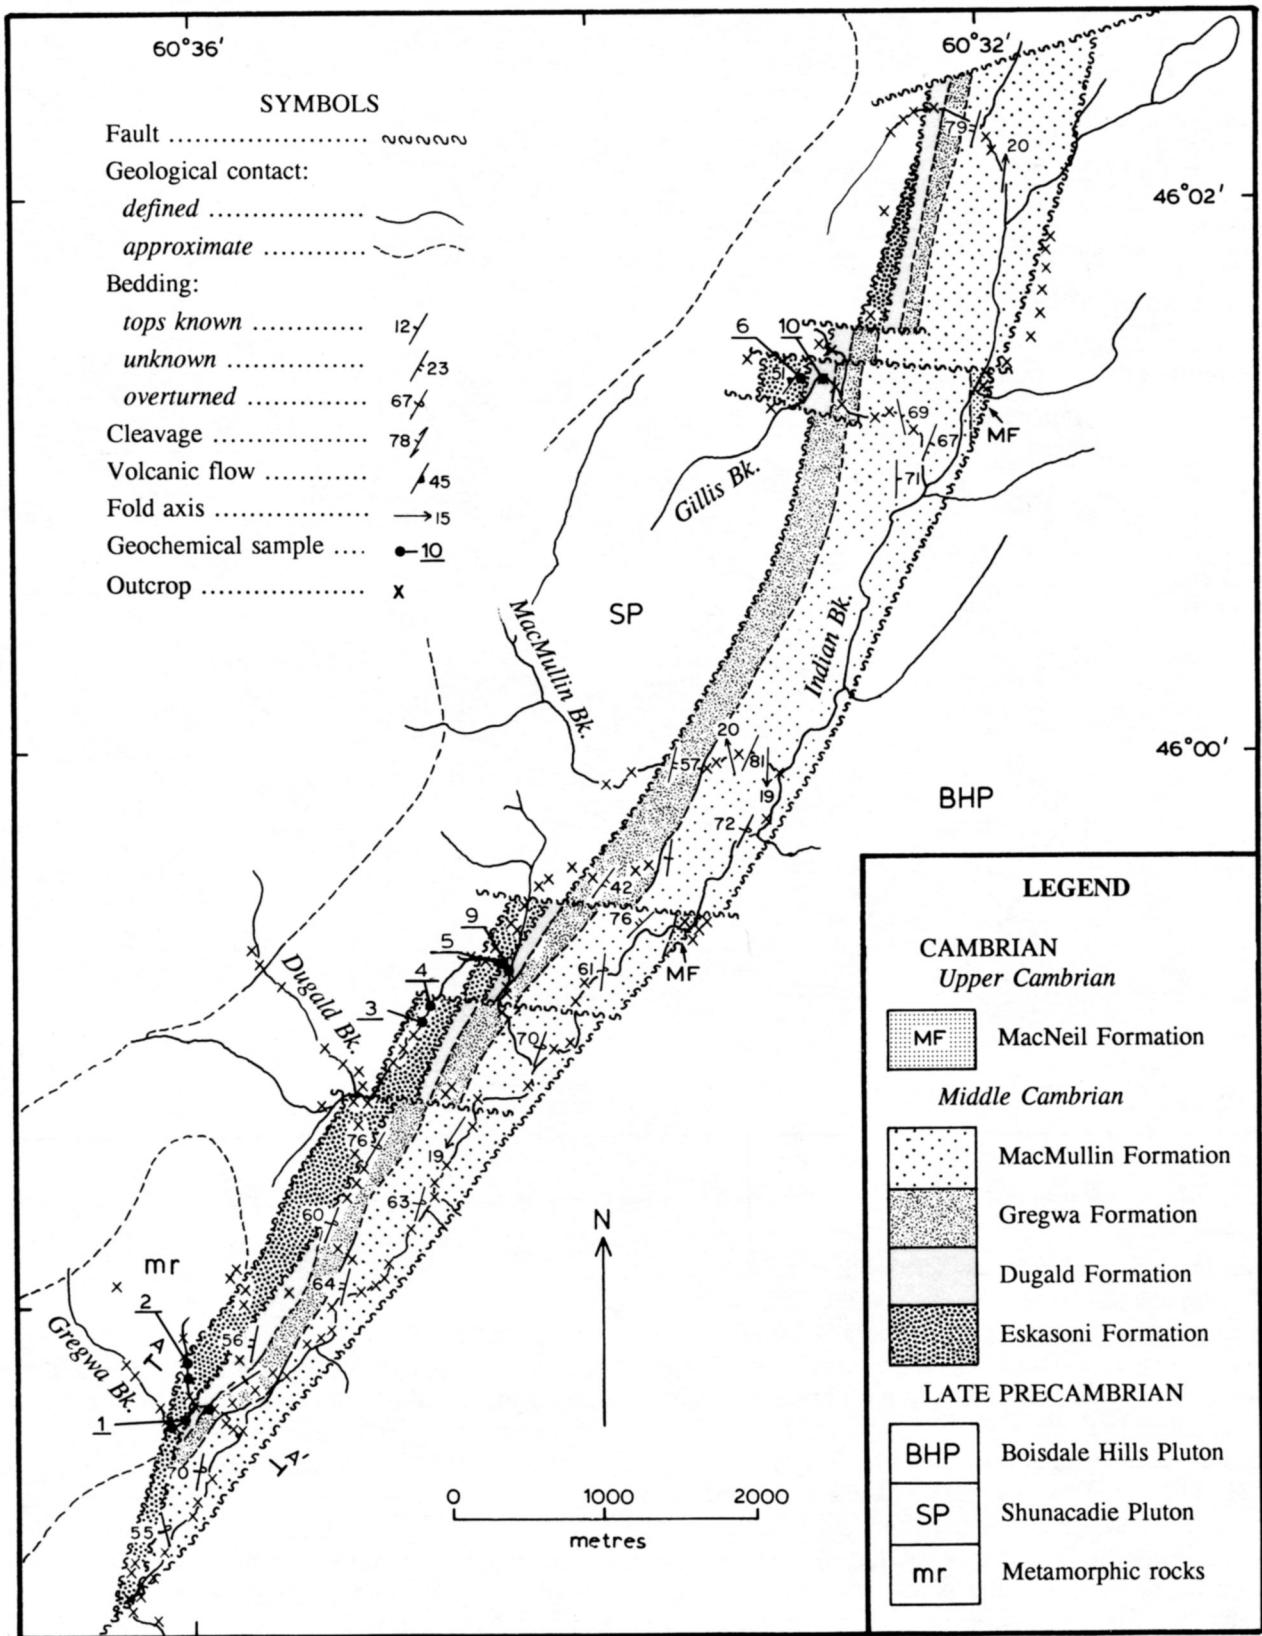 60°36′
60°32′
SYMBOLS
Fault ......................
Geological contact:
defined ..................
approximate ............
Bedding:
tops known ............. 12
unknown ................ 23
overturned ............. 67
Cleavage .................. 78
Volcanic flow ............ 45
Fold axis .................. 15
Geochemical sample .... 10
Outcrop ................... x
79
20
46°02′
6
10
51
69
67
MF
71
Gillis Bk.
SP
MacMullin Bk.
Indian Bk.
20
57
81
46°00′
19
BHP
72
42
9
76
5
61
MF
4
Dugald Bk.
3
70
76
19
63
60
N
mr
64
2
56
A
Gregwa Bk.
1
A'
70
55
0 1000 2000
metres
LEGEND
CAMBRIAN
Upper Cambrian
MF MacNeil Formation
Middle Cambrian
MacMullin Formation
Gregwa Formation
Dugald Formation
Eskasoni Formation
LATE PRECAMBRIAN
BHP Boisdale Hills Pluton
SP Shunacadie Pluton
mr Metamorphic rocks